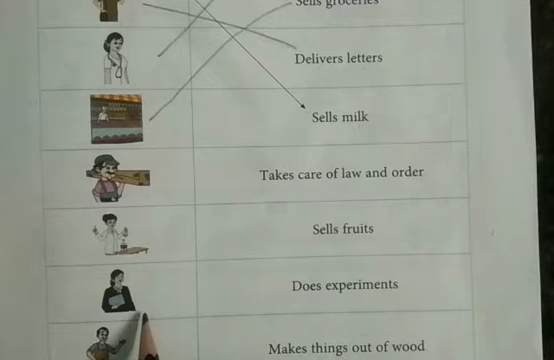 Sells groceries
Delivers letters
Sells milk
Takes care of law and order
Sells fruits
Does experiments
Makes things out of wood